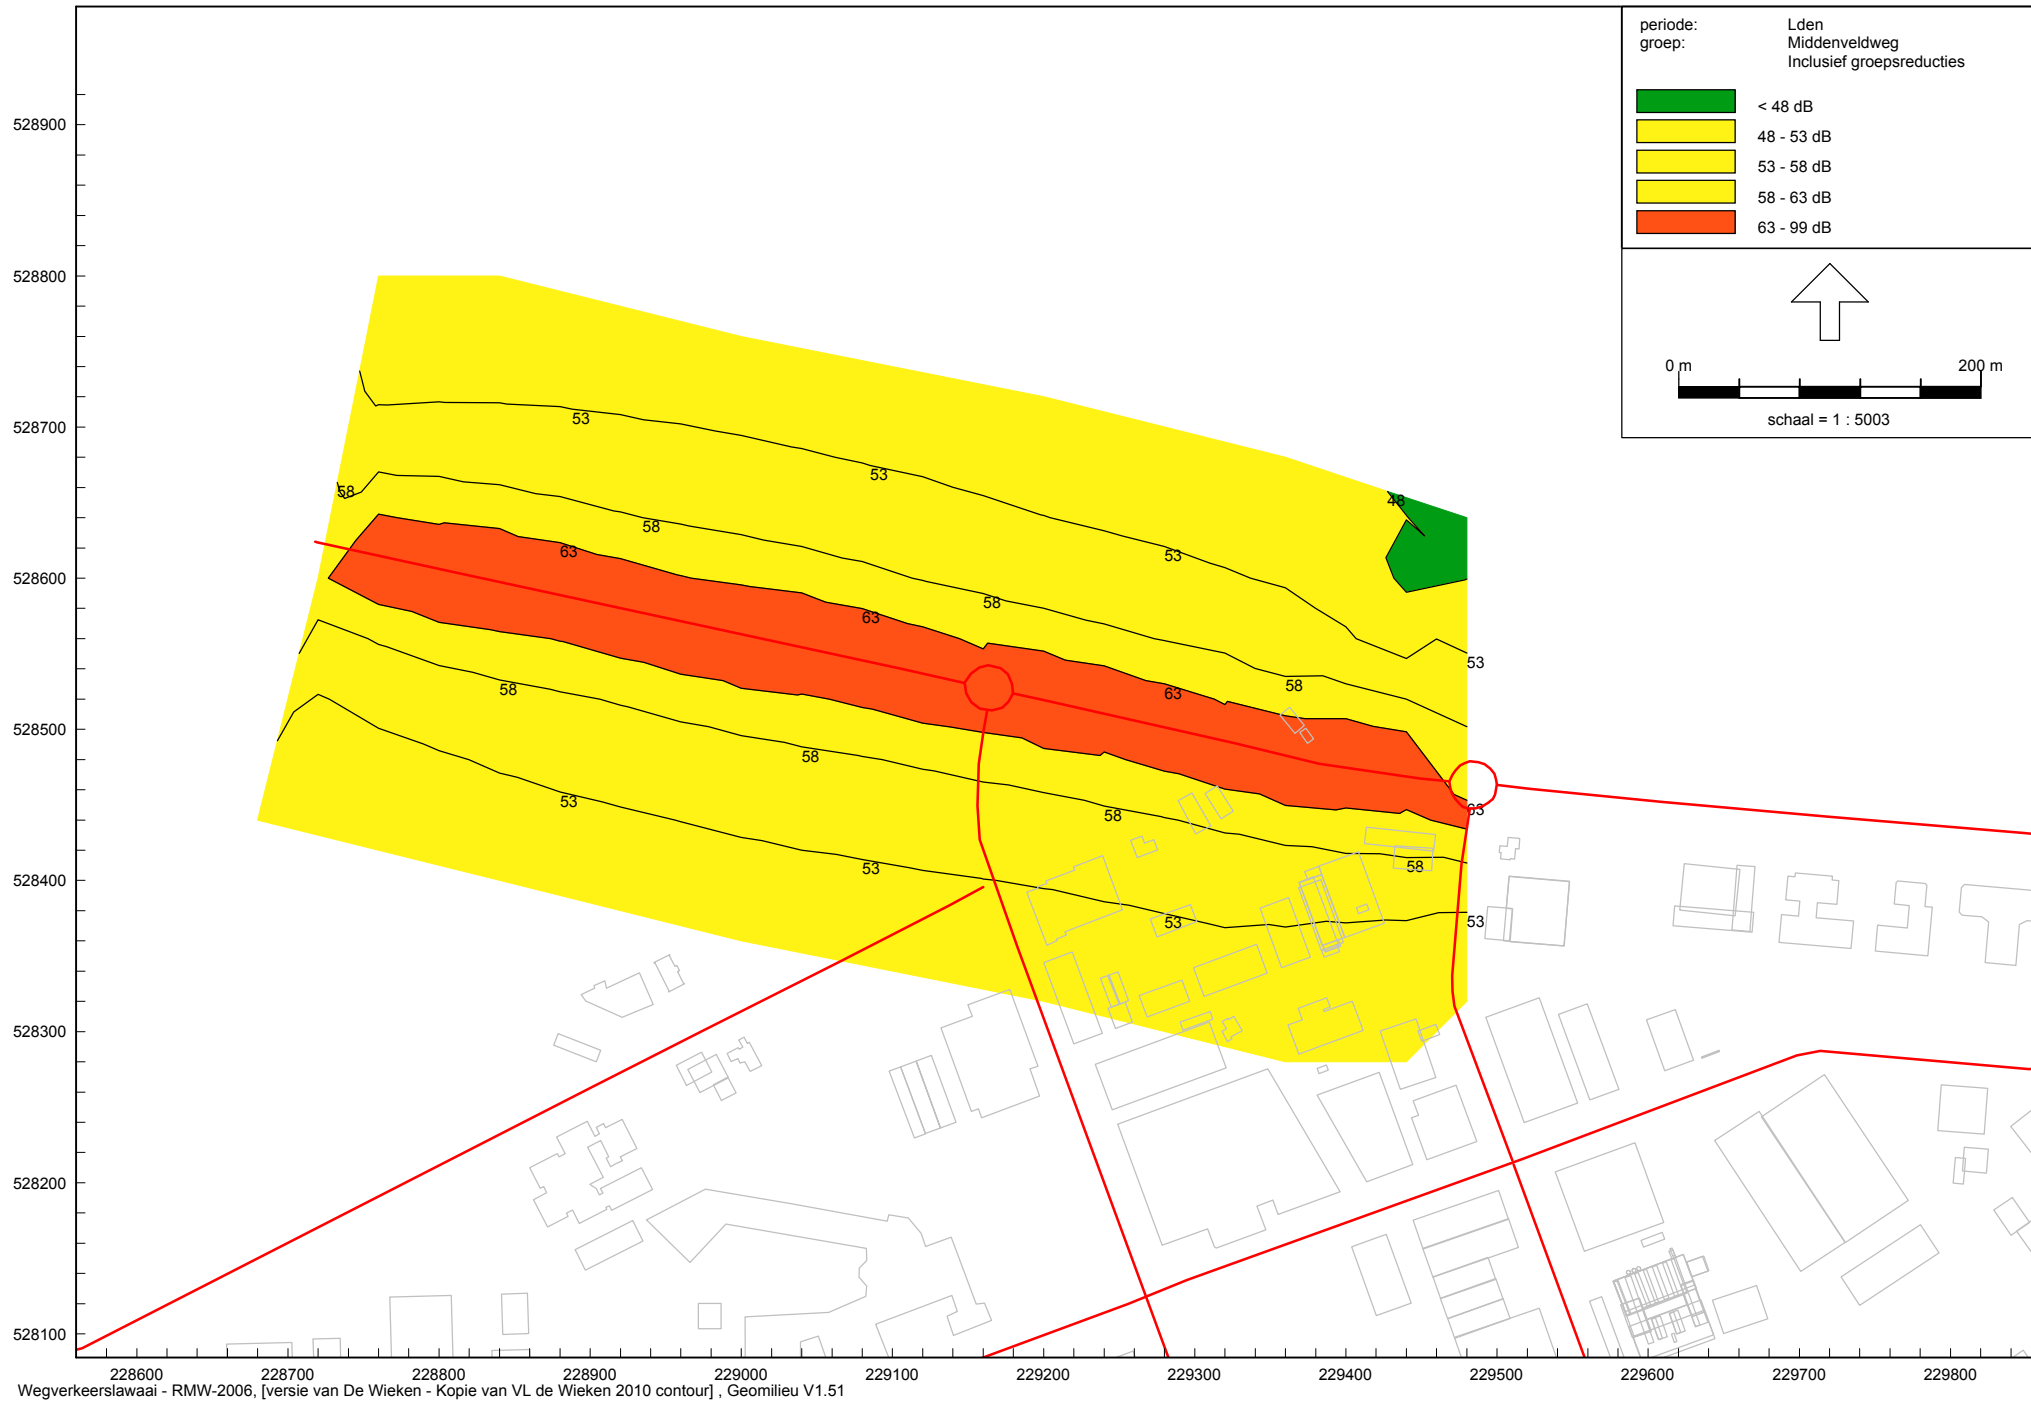 periode: Lden
groep: Middenveldweg
Inclusief groepsreducties
< 48 dB
48 - 53 dB
53 - 58 dB
58 - 63 dB
63 - 99 dB
0 m 200 m
schaal = 1 : 5003
528900
528800
528700
528600
528500
528400
528300
528200
528100
53
53
58
48
58
63
53
58
63
53
58
63
58
53
58
53
58
63
58
53
58
53
53
228600 228700 228800 228900 229000 229100 229200 229300 229400 229500 229600 229700 229800
Wegverkeerslawaai - RMW-2006, [versie van De Wieken - Kopie van VL de Wieken 2010 contour] , Geomilieu V1.51